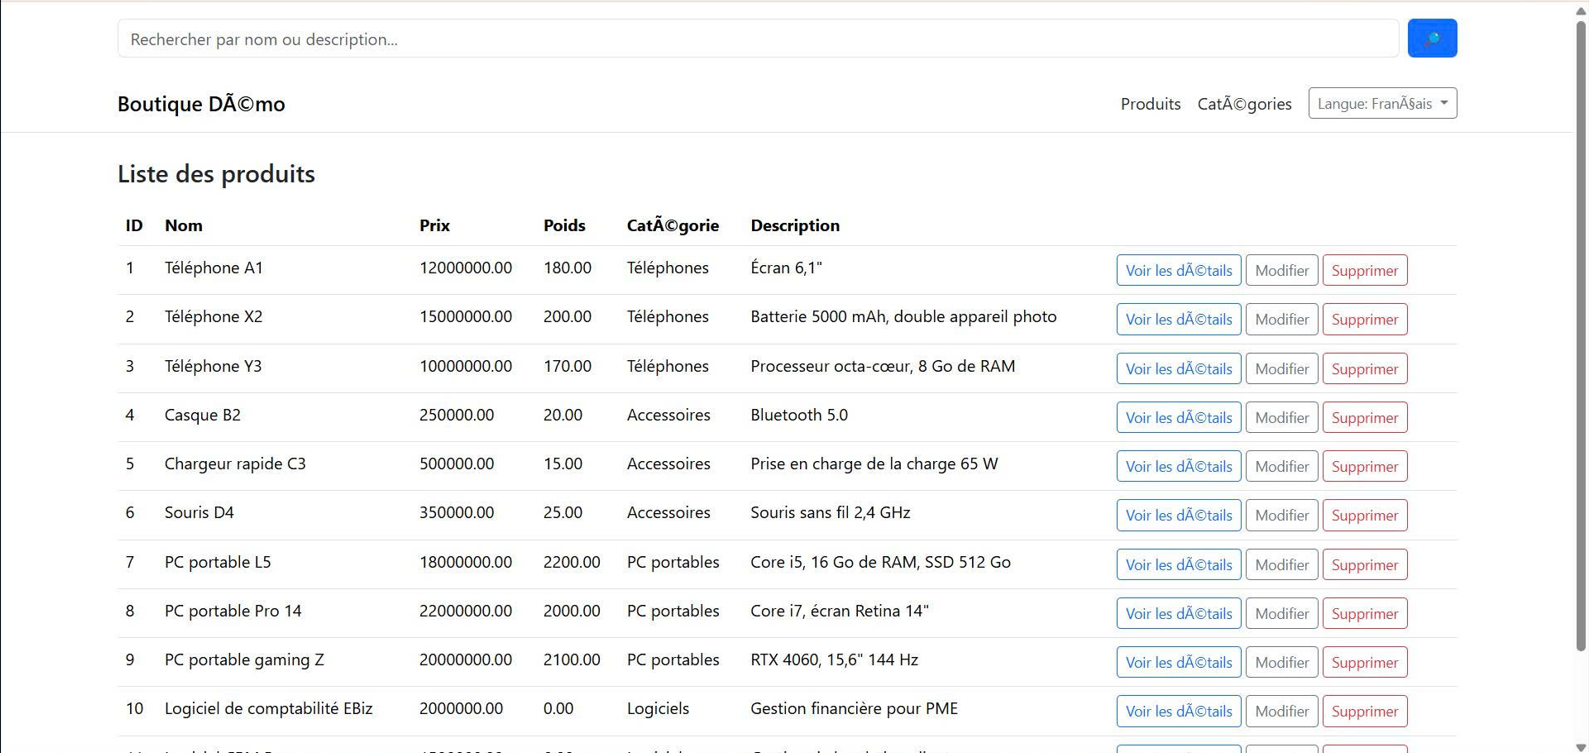 Rechercher par nom ou description...
Boutique DÃ©mo Produits CatÃ©gories Langue: FranÃ§ais
Liste des produits
ID Nom Prix Poids CatÃ©gorie Description
1 Téléphone A1 12000000.00 180.00 Téléphones Écran 6,1" Voir les dÃ©tails Modifier Supprimer
2 Téléphone X2 15000000.00 200.00 Téléphones Batterie 5000 mAh, double appareil photo Voir les dÃ©tails Modifier Supprimer
3 Téléphone Y3 10000000.00 170.00 Téléphones Processeur octa-cœur, 8 Go de RAM Voir les dÃ©tails Modifier Supprimer
4 Casque B2 250000.00 20.00 Accessoires Bluetooth 5.0 Voir les dÃ©tails Modifier Supprimer
5 Chargeur rapide C3 500000.00 15.00 Accessoires Prise en charge de la charge 65 W Voir les dÃ©tails Modifier Supprimer
6 Souris D4 350000.00 25.00 Accessoires Souris sans fil 2,4 GHz Voir les dÃ©tails Modifier Supprimer
7 PC portable L5 18000000.00 2200.00 PC portables Core i5, 16 Go de RAM, SSD 512 Go Voir les dÃ©tails Modifier Supprimer
8 PC portable Pro 14 22000000.00 2000.00 PC portables Core i7, écran Retina 14" Voir les dÃ©tails Modifier Supprimer
9 PC portable gaming Z 20000000.00 2100.00 PC portables RTX 4060, 15,6" 144 Hz Voir les dÃ©tails Modifier Supprimer
10 Logiciel de comptabilité EBiz 2000000.00 0.00 Logiciels Gestion financière pour PME Voir les dÃ©tails Modifier Supprimer